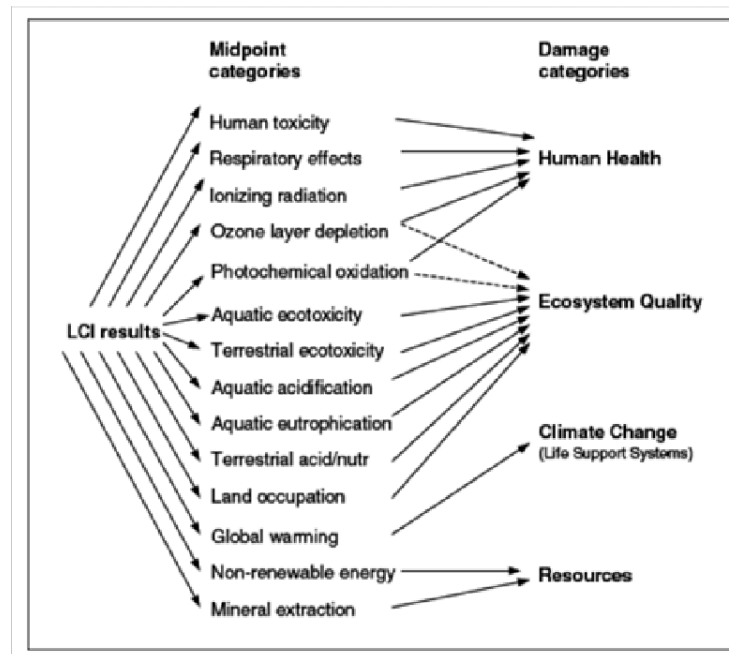 Midpoint
categories
Damage
categories
Human toxicity
Respiratory effects
Human Health
Ionizing radiation
Ozone layer depletion
Photochemical oxidation
Ecosystem Quality
Aquatic ecotoxicity
LCI results
Terrestrial ecotoxicity
Aquatic acidification
Aquatic eutrophication
Climate Change
(Life Support Systems)
Terrestrial acid/nutr
Land occupation
Global warming
Non-renewable energy
Resources
Mineral extraction